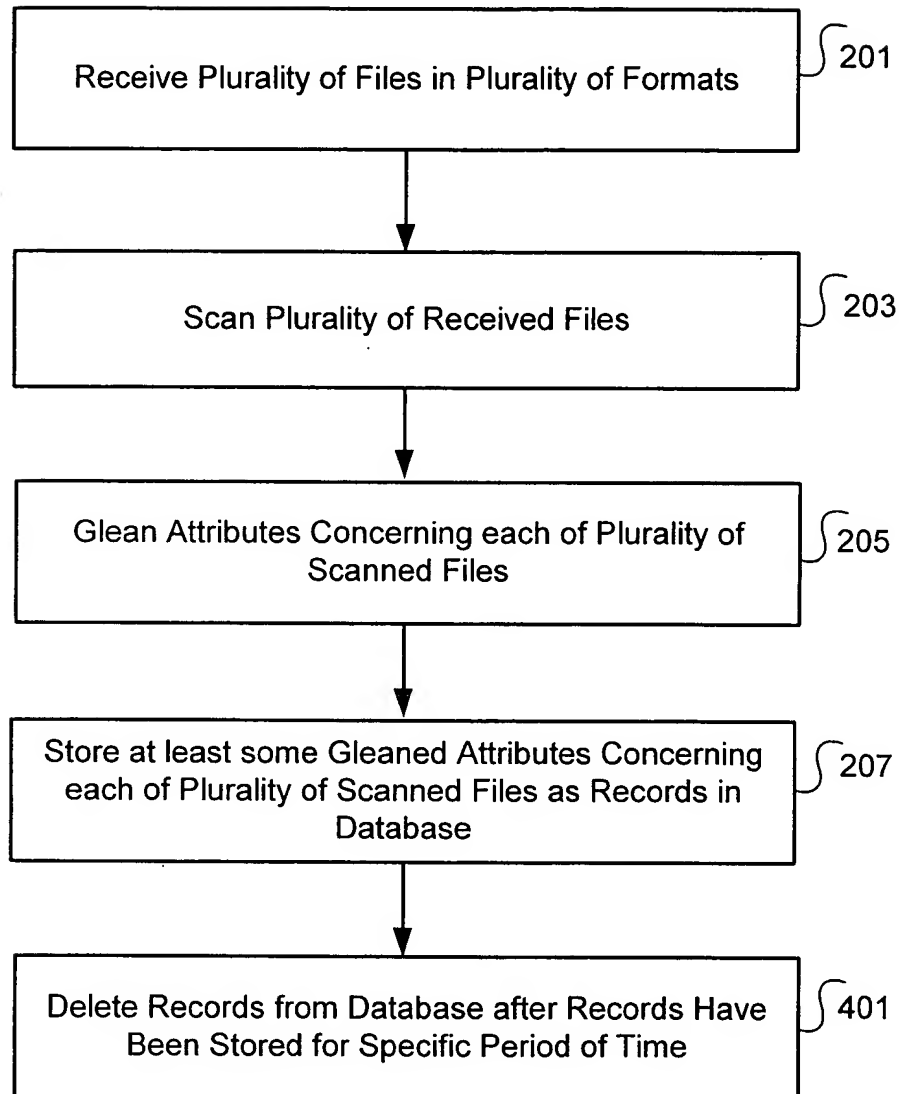 Receive Plurality of Files in Plurality of Formats
201
Scan Plurality of Received Files
203
Glean Attributes Concerning each of Plurality of
Scanned Files
205
Store at least some Gleaned Attributes Concerning
each of Plurality of Scanned Files as Records in
Database
207
Delete Records from Database after Records Have
Been Stored for Specific Period of Time
401